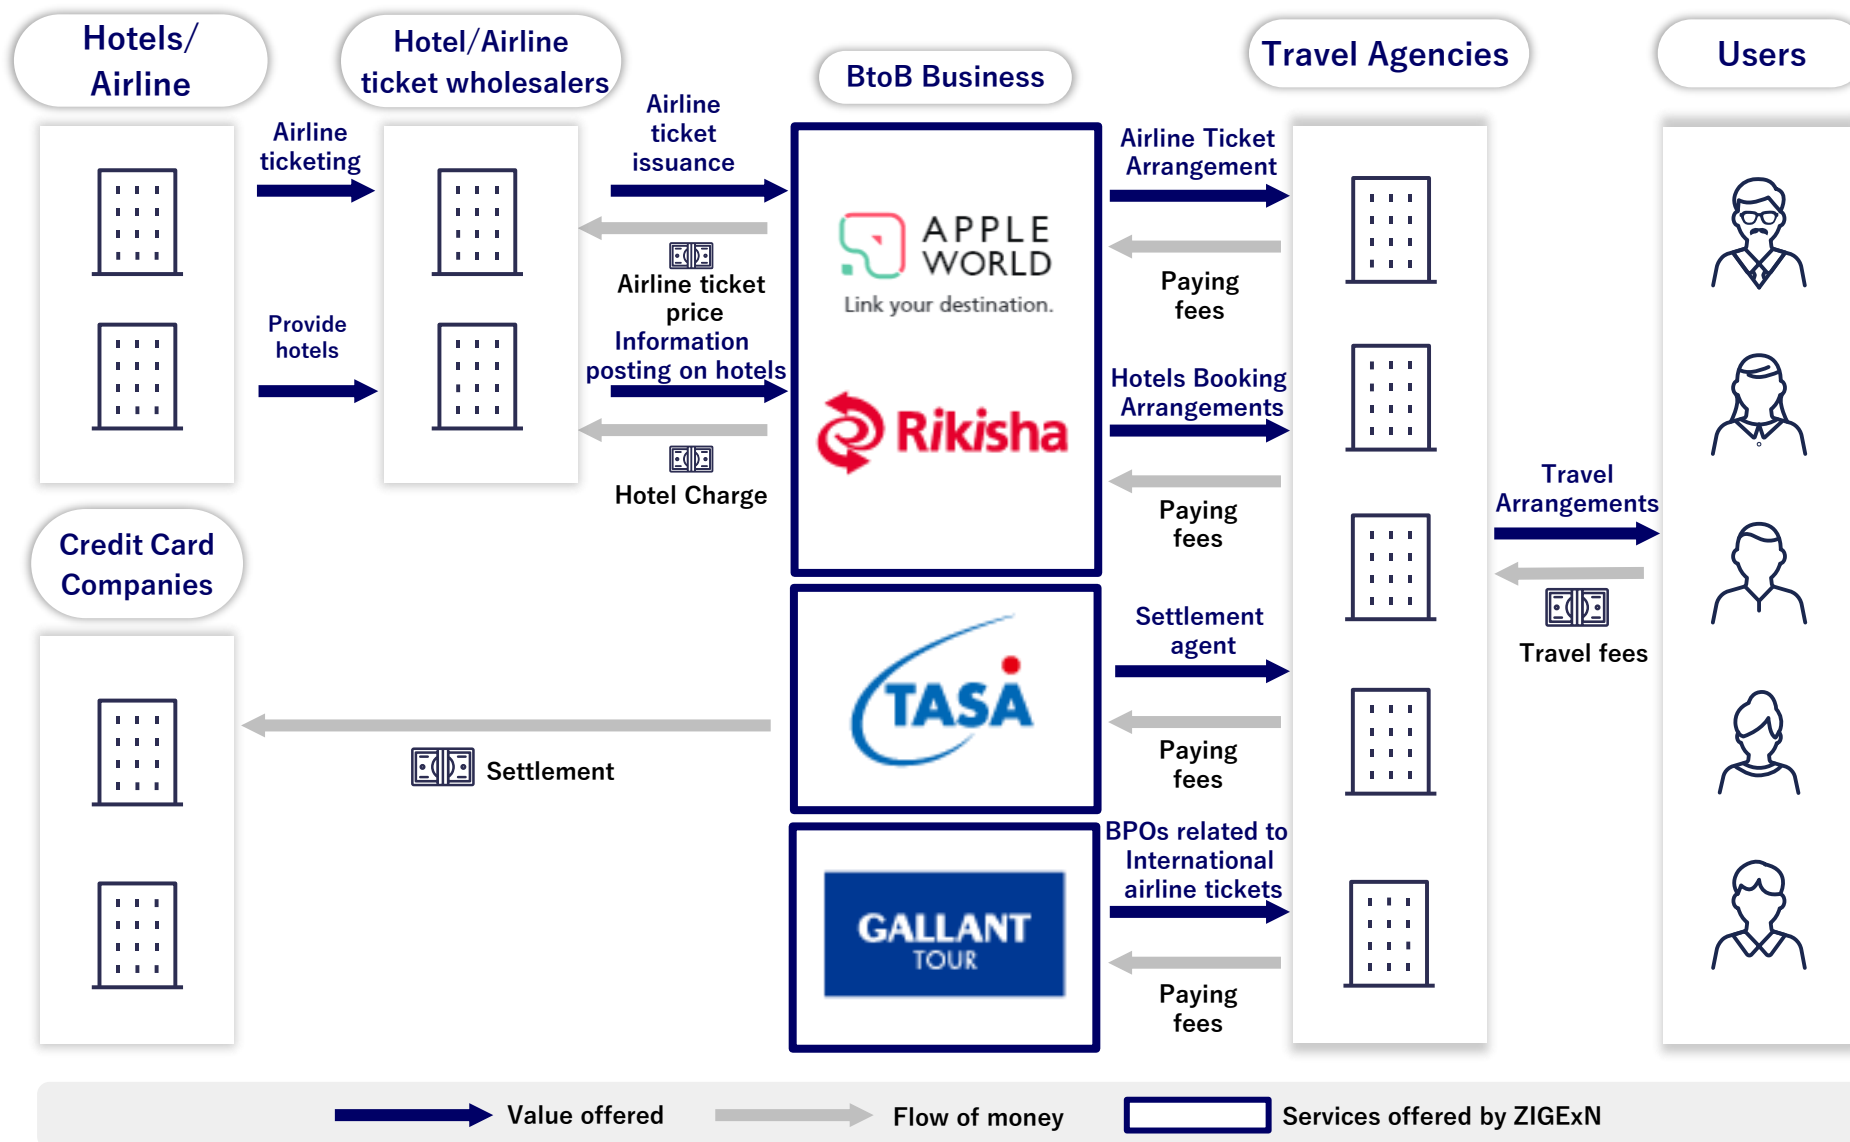 Hotels/
Airline
Hotel/Airline
ticket wholesalers
BtoB Business
Travel Agencies
Users
Airline
ticketing
Provide
hotels
Airline
ticket
issuance
Airline ticket
price
Information
posting on hotels
Hotel Charge
APPLE
WORLD
Link your destination.
Rikisha
Airline Ticket
Arrangement
Paying
fees
Hotels Booking
Arrangements
Paying
fees
Travel
Arrangements
Travel fees
Credit Card
Companies
Settlement
TASA
Settlement
agent
Paying
fees
GALLANT
TOUR
BPOs related to
International
airline tickets
Paying
fees
Value offered
Flow of money
Services offered by ZIGExN